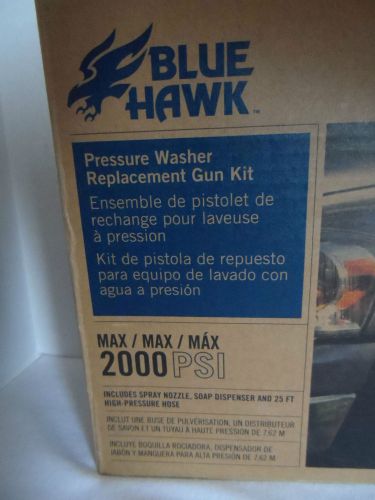 BLUE
HAWK™
Pressure Washer
Replacement Gun Kit
Ensemble de pistolet de
rechange pour laveuse
à pression
Kit de pistola de repuesto
para equipo de lavado con
agua a presión
MAX / MAX / MÁX
2000 PSI
INCLUDES SPRAY NOZZLE, SOAP DISPENSER AND 25 FT
HIGH-PRESSURE HOSE
INCLUT UNE BUSE DE PULVÉRISATION, UN DISTRIBUTEUR
DE SAVON ET UN TUYAU À HAUTE PRESSION DE 7,62 M
INCLUYE BOQUILLA ROCIADORA, DISPENSADOR DE
JABÓN Y MANGUERA PARA ALTA PRESIÓN DE 7,62 M